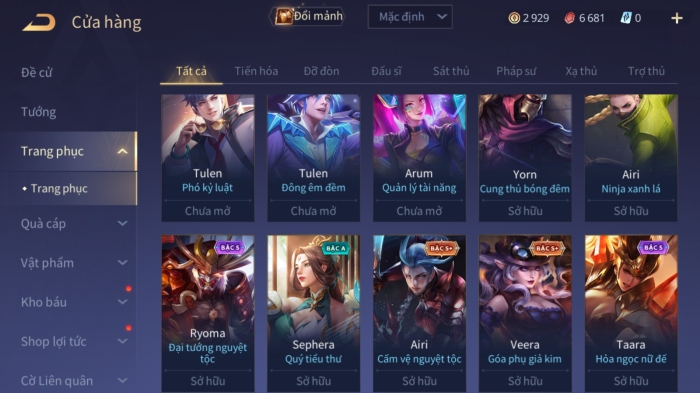 Cửa hàng
Đổi mảnh
Mặc định
2 929
6 681
0
Đề cử
Tướng
Trang phục
Trang phục
Quà cáp
Vật phẩm
Kho báu
Shop lợi tức
Cờ Liên quân
Tất cả
Tiến hóa
Đỡ đòn
Đấu sĩ
Sát thủ
Pháp sư
Xạ thủ
Trợ thủ
Tulen
Phó kỷ luật
Chưa mở
Tulen
Đông êm đềm
Chưa mở
Arum
Quản lý tài năng
Chưa mở
Yorn
Cung thủ bóng đêm
Sở hữu
Airi
Ninja xanh lá
Sở hữu
BẬC S
Ryoma
Đại tướng nguyệt
tộc
Sở hữu
BẬC A
Sephera
Quý tiểu thư
Sở hữu
BẬC S+
Airi
Cấm vệ nguyệt tộc
Sở hữu
BẬC S+
Veera
Góa phụ giả kim
Sở hữu
BẬC S
Taara
Hỏa ngọc nữ đế
Sở hữu